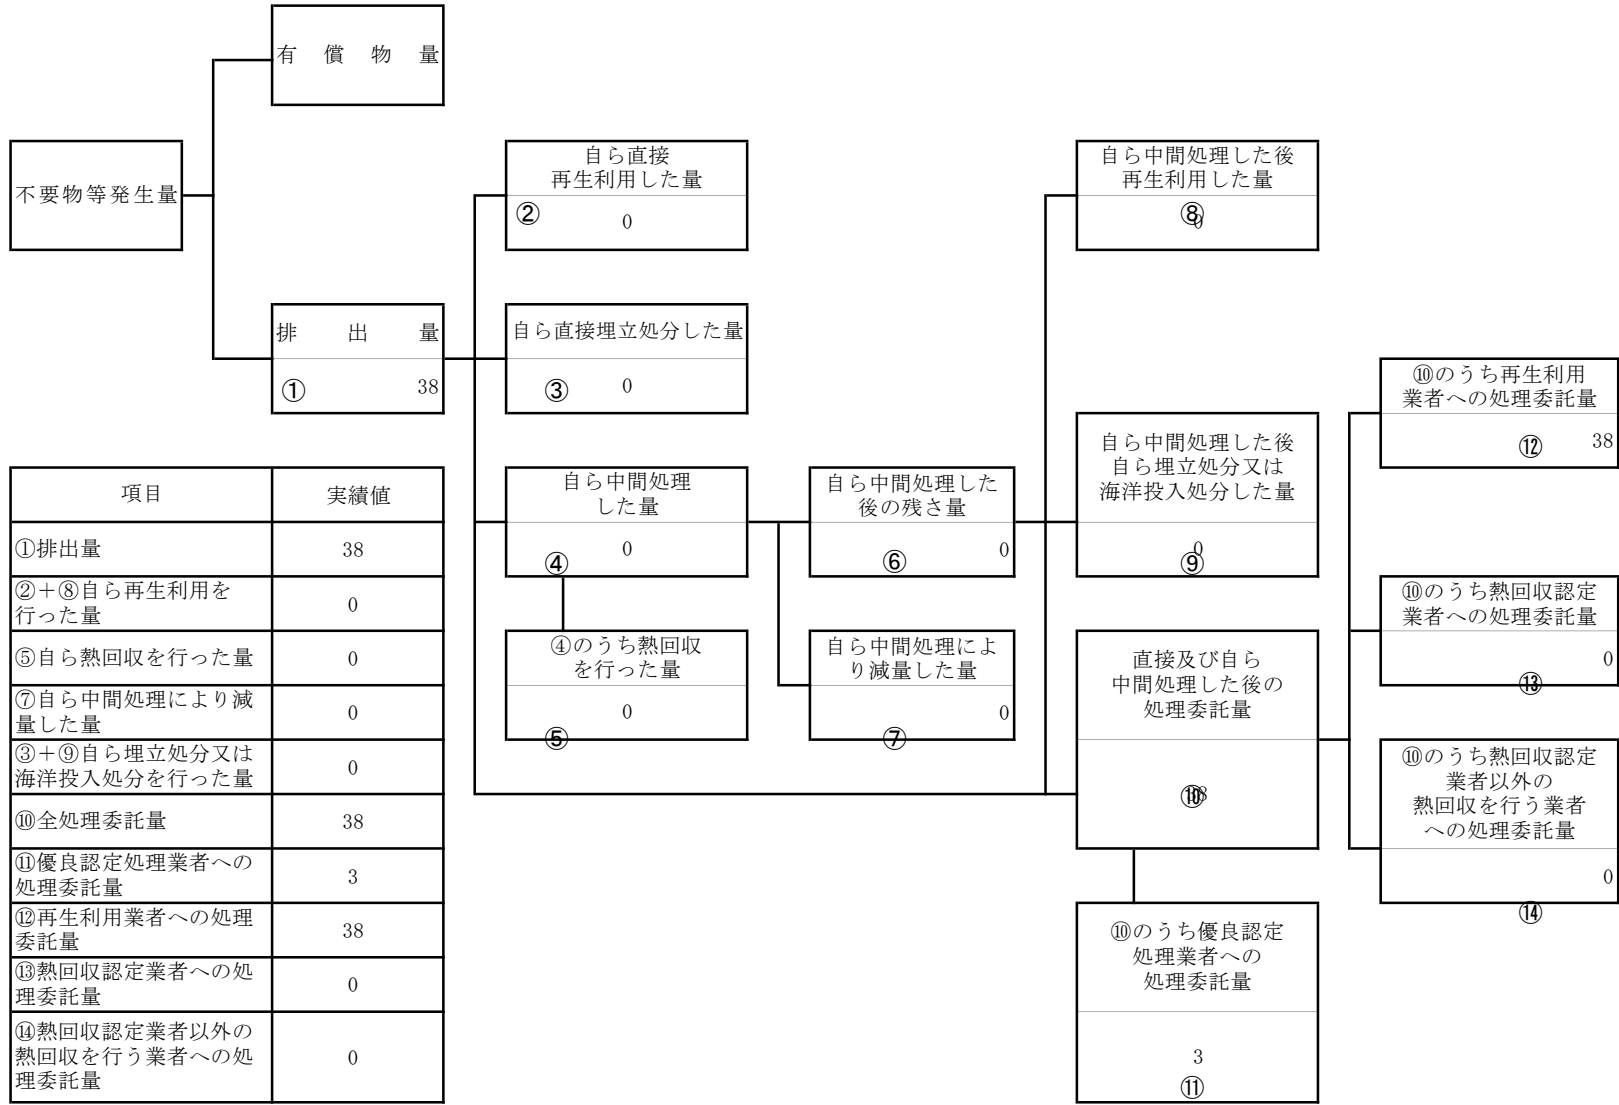 有償物量
不要物等発生量
排出量
①
38
自ら直接
再生利用した量
②
0
自ら直接埋立処分した量
③
0
自ら中間処理
した量
④
0
④のうち熱回収
を行った量
⑤
0
自ら中間処理した
後の残さ量
⑥
0
自ら中間処理によ
り減量した量
⑦
0
自ら中間処理した後
再生利用した量
⑧
0
自ら中間処理した後
自ら埋立処分又は
海洋投入処分した量
⑨
0
直接及び自ら
中間処理した後の
処理委託量
⑩
38
⑩のうち優良認定
処理業者への
処理委託量
3
⑪
⑩のうち再生利用
業者への処理委託量
⑫
38
⑩のうち熱回収認定
業者への処理委託量
⑬
0
⑩のうち熱回収認定
業者以外の
熱回収を行う業者
への処理委託量
0
⑭
項目 実績値
①排出量 38
②+⑧自ら再生利用を
行った量 0
⑤自ら熱回収を行った量 0
⑦自ら中間処理により減
量した量 0
③+⑨自ら埋立処分又は
海洋投入処分を行った量 0
⑩全処理委託量 38
⑪優良認定処理業者への
処理委託量 3
⑫再生利用業者への処理
委託量 38
⑬熱回収認定業者への処
理委託量 0
⑭熱回収認定業者以外の
熱回収を行う業者への処
理委託量 0